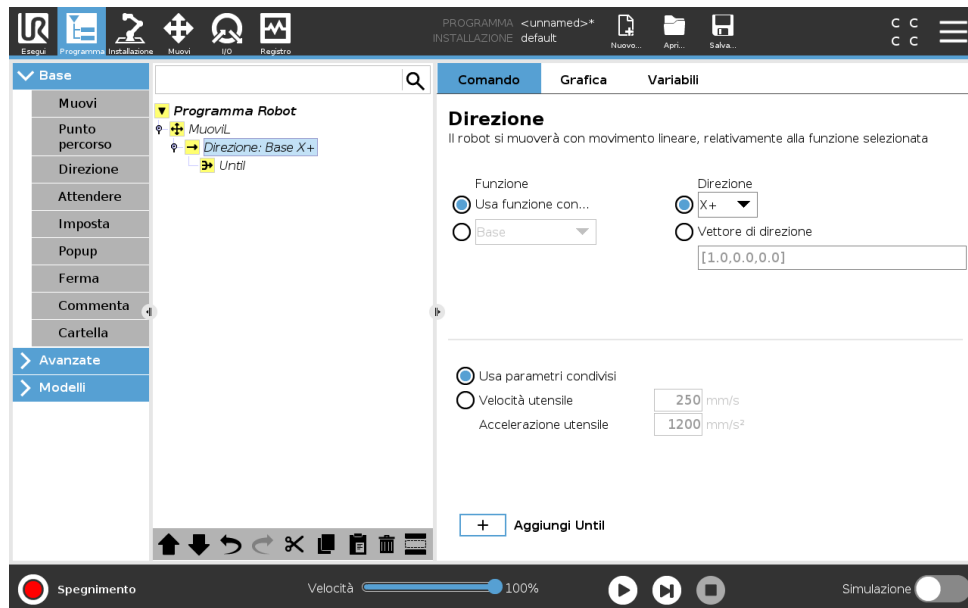 PROGRAMMA <unnamed>*
INSTALLAZIONE default
Esegui
Programma
Installazione
Muovi
I/O
Registro
Nuovo...
Apri...
Salva...
C C
C C
Base
Muovi
Punto
percorso
Direzione
Attendere
Imposta
Popup
Ferma
Commenta
Cartella
Avanzate
Modelli
Programma Robot
MuoviL
Direzione: Base X+
Until
Comando
Grafica
Variabili
Direzione
Il robot si muoverà con movimento lineare, relativamente alla funzione selezionata
Funzione
Usa funzione con...
Base
Direzione
X+
Vettore di direzione
[1.0,0.0,0.0]
Usa parametri condivisi
Velocità utensile 250 mm/s
Accelerazione utensile 1200 mm/s²
+ Aggiungi Until
Spegnimento
Velocità 100%
Simulazione